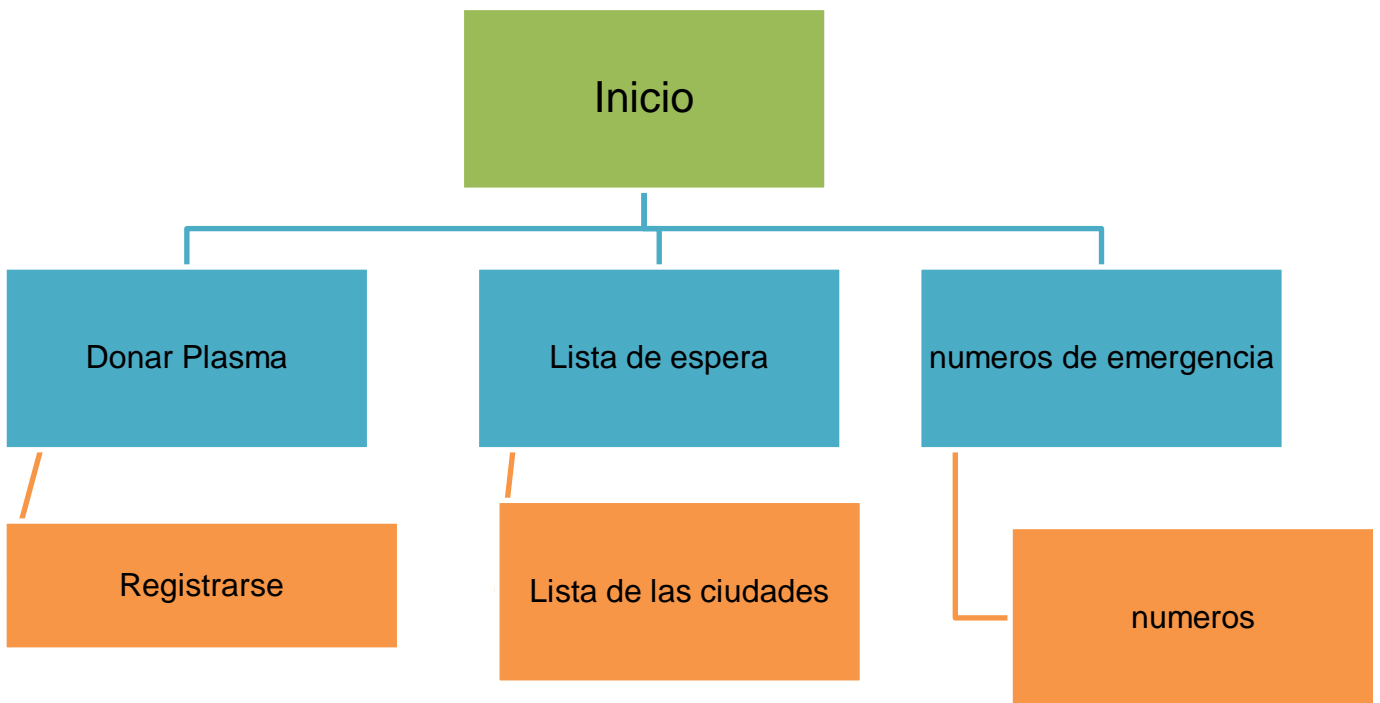 Inicio
Donar Plasma
Lista de espera
numeros de emergencia
Registrarse
Lista de las ciudades
numeros